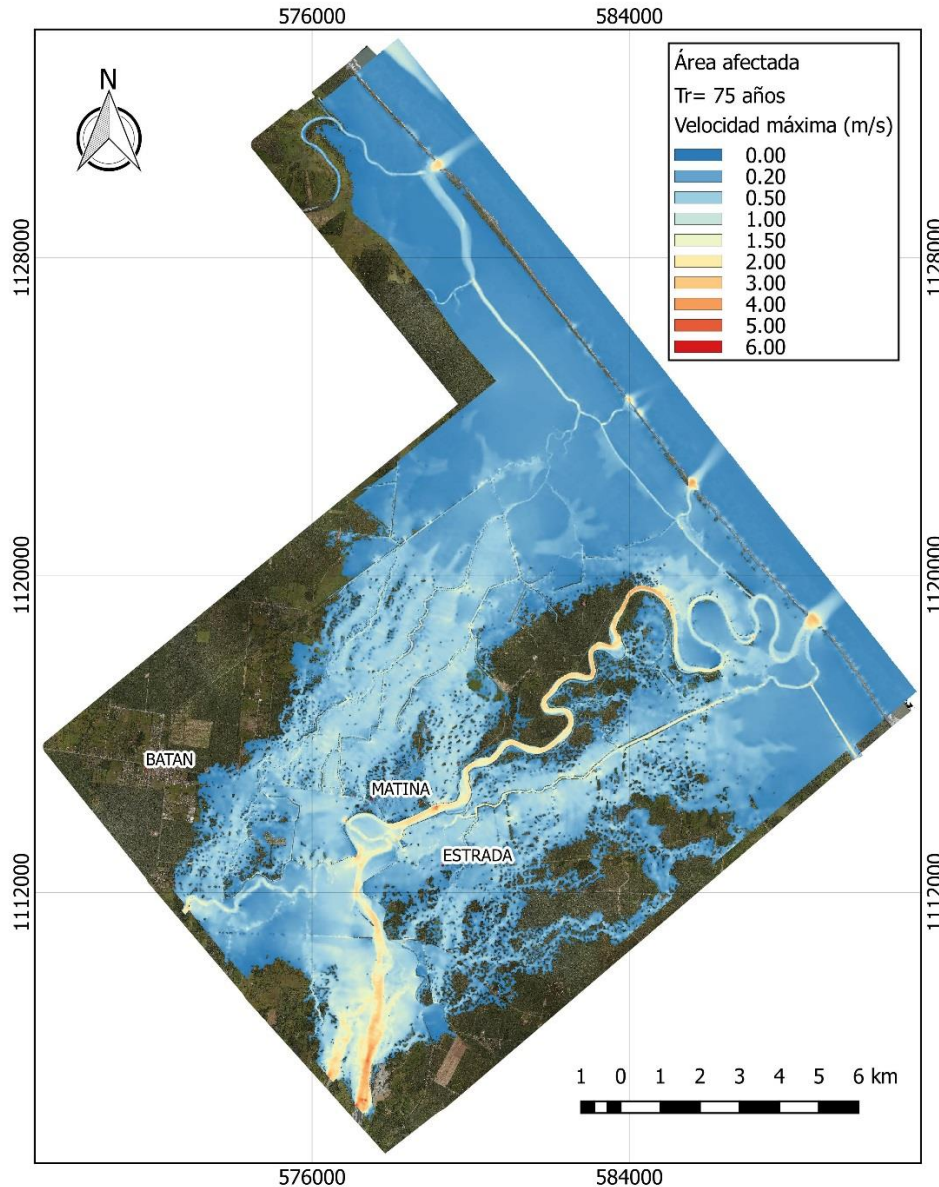 576000 584000
N
Área afectada
Tr= 75 años
Velocidad máxima (m/s)
0.00
0.20
0.50
1.00
1.50
2.00
3.00
4.00
5.00
6.00
1128000 1128000
1120000 1120000
BATAN
MATINA
ESTRADA
1112000 1112000
1 0 1 2 3 4 5 6 km
576000 584000